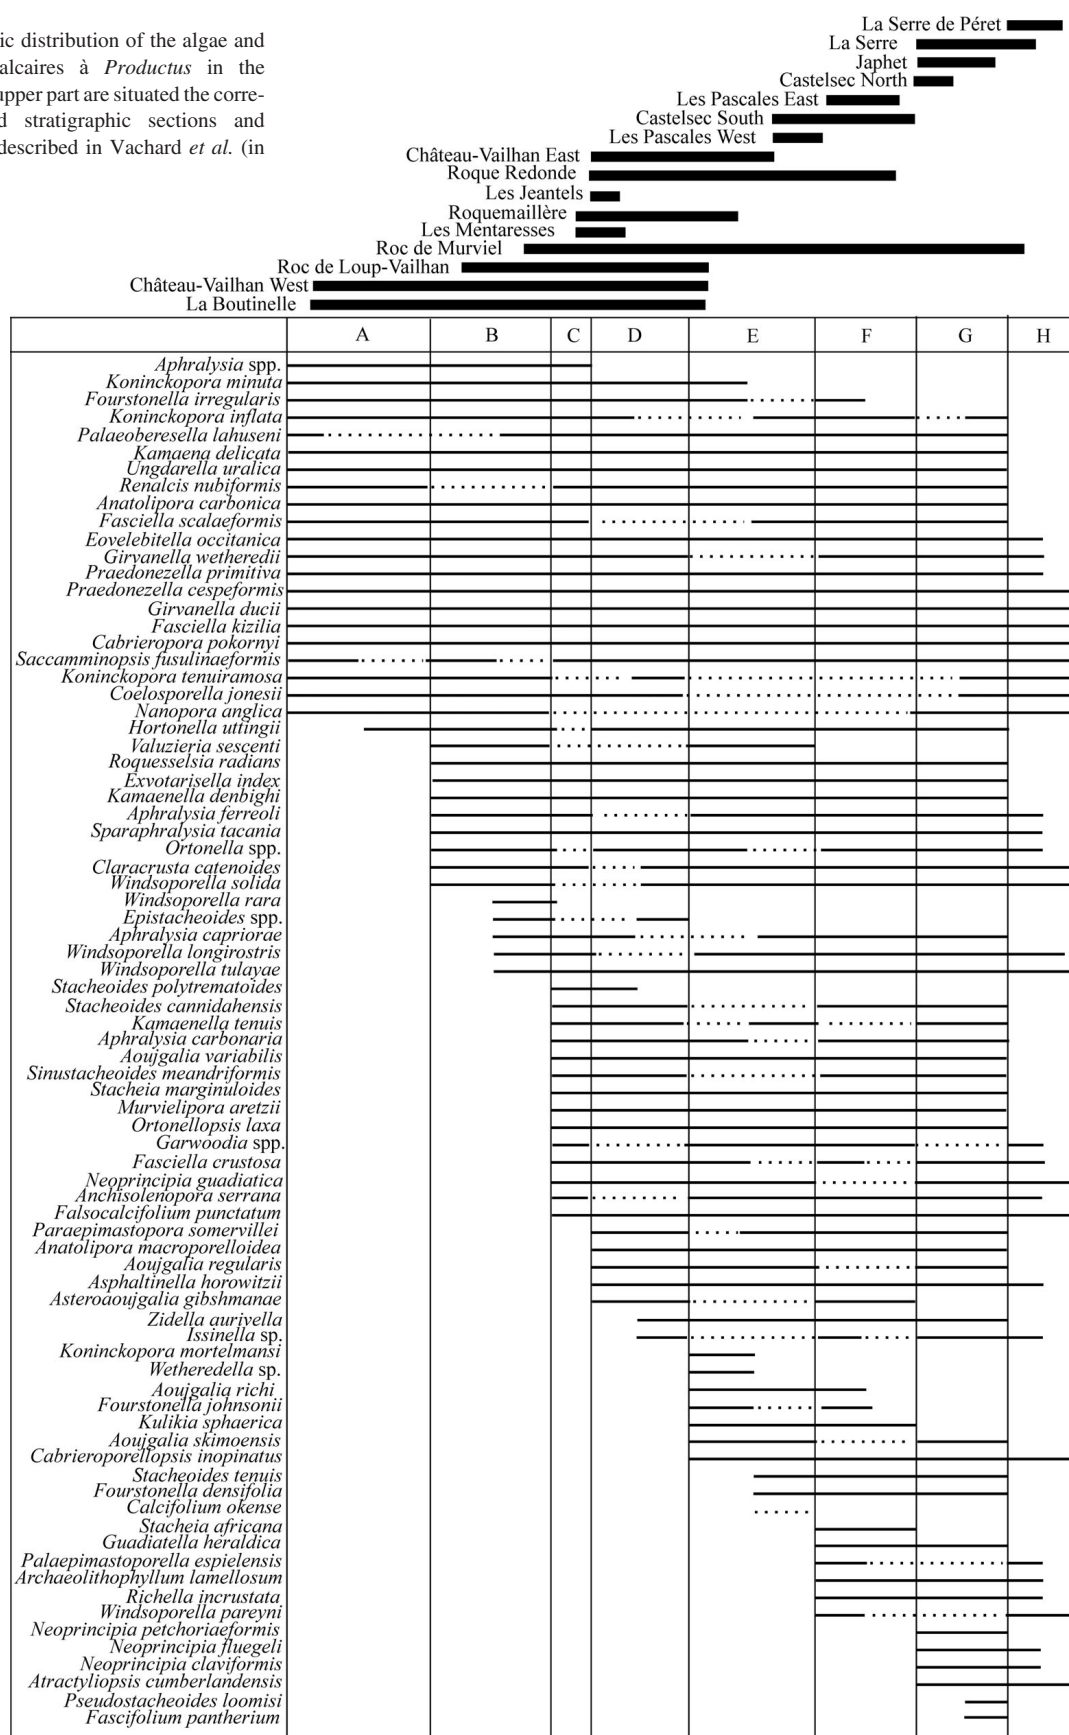 ic distribution of the algae and
alcaires à Productus in the
upper part are situated the corre-
d stratigraphic sections and
described in Vachard et al. (in
La Serre de Péret
La Serre
Japhet
Castelsec North
Les Pascales East
Castelsec South
Les Pascales West
Château-Vailhan East
Roque Redonde
Les Jeantels
Roquemaillère
Les Mentaresses
Roc de Murviel
Roc de Loup-Vailhan
Château-Vailhan West
La Boutinelle
A B C D E F G H
Aphralysia spp.
Koninckopora minuta
Fourstonella irregularis
Koninckopora inflata
Palaeoberesella lahuseni
Kamaena delicata
Ungdarella uralica
Renalcis nubiformis
Anatolipora carbonica
Fasciella scalaeformis
Eovelebitella occitanica
Girvanella wetheredii
Praedonezella primitiva
Praedonezella cespeformis
Girvanella ducii
Fasciella kizilia
Cabrieropora pokornyi
Saccamminopsis fusulinaeformis
Koninckopora tenuiramosa
Coelosporella jonesii
Nanopora anglica
Hortonella uttingii
Valuzieria sescenti
Roquesselsia radians
Exvotarisella index
Kamaenella denbighi
Aphralysia ferreoli
Sparaphralysia tacania
Ortonella spp.
Claracrusta catenoides
Windsoporella solida
Windsoporella rara
Epistacheoides spp.
Aphralysia capriorae
Windsoporella longirostris
Windsoporella tulayae
Stacheoides polytrematoides
Stacheoides cannidahensis
Kamaenella tenuis
Aphralysia carbonaria
Aoujgalia variabilis
Sinustacheoides meandriformis
Stacheia marginuloides
Murvielipora aretzii
Ortonellopsis laxa
Garwoodia spp.
Fasciella crustosa
Neoprincipia guadiatica
Anchisolenopora serrana
Falsocalcifolium punctatum
Paraepimastopora somervillei
Anatolipora macroporelloidea
Aoujgalia regularis
Asphaltinella horowitzii
Asteroaoujgalia gibshmanae
Zidella aurivella
Issinella sp.
Koninckopora mortelmansi
Wetheredella sp.
Aoujgalia richi
Fourstonella johnsonii
Kulikia sphaerica
Aoujgalia skimoensis
Cabrieroporellopsis inopinatus
Stacheoides tenuis
Fourstonella densifolia
Calcifolium okense
Stacheia africana
Guadiatella heraldica
Palaepimastoporella espielensis
Archaeolithophyllum lamellosum
Richella incrustata
Windsoporella pareyni
Neoprincipia petchoriaeformis
Neoprincipia fluegeli
Neoprincipia claviformis
Atractyliopsis cumberlandensis
Pseudostacheoides loomisi
Fascifolium pantherium